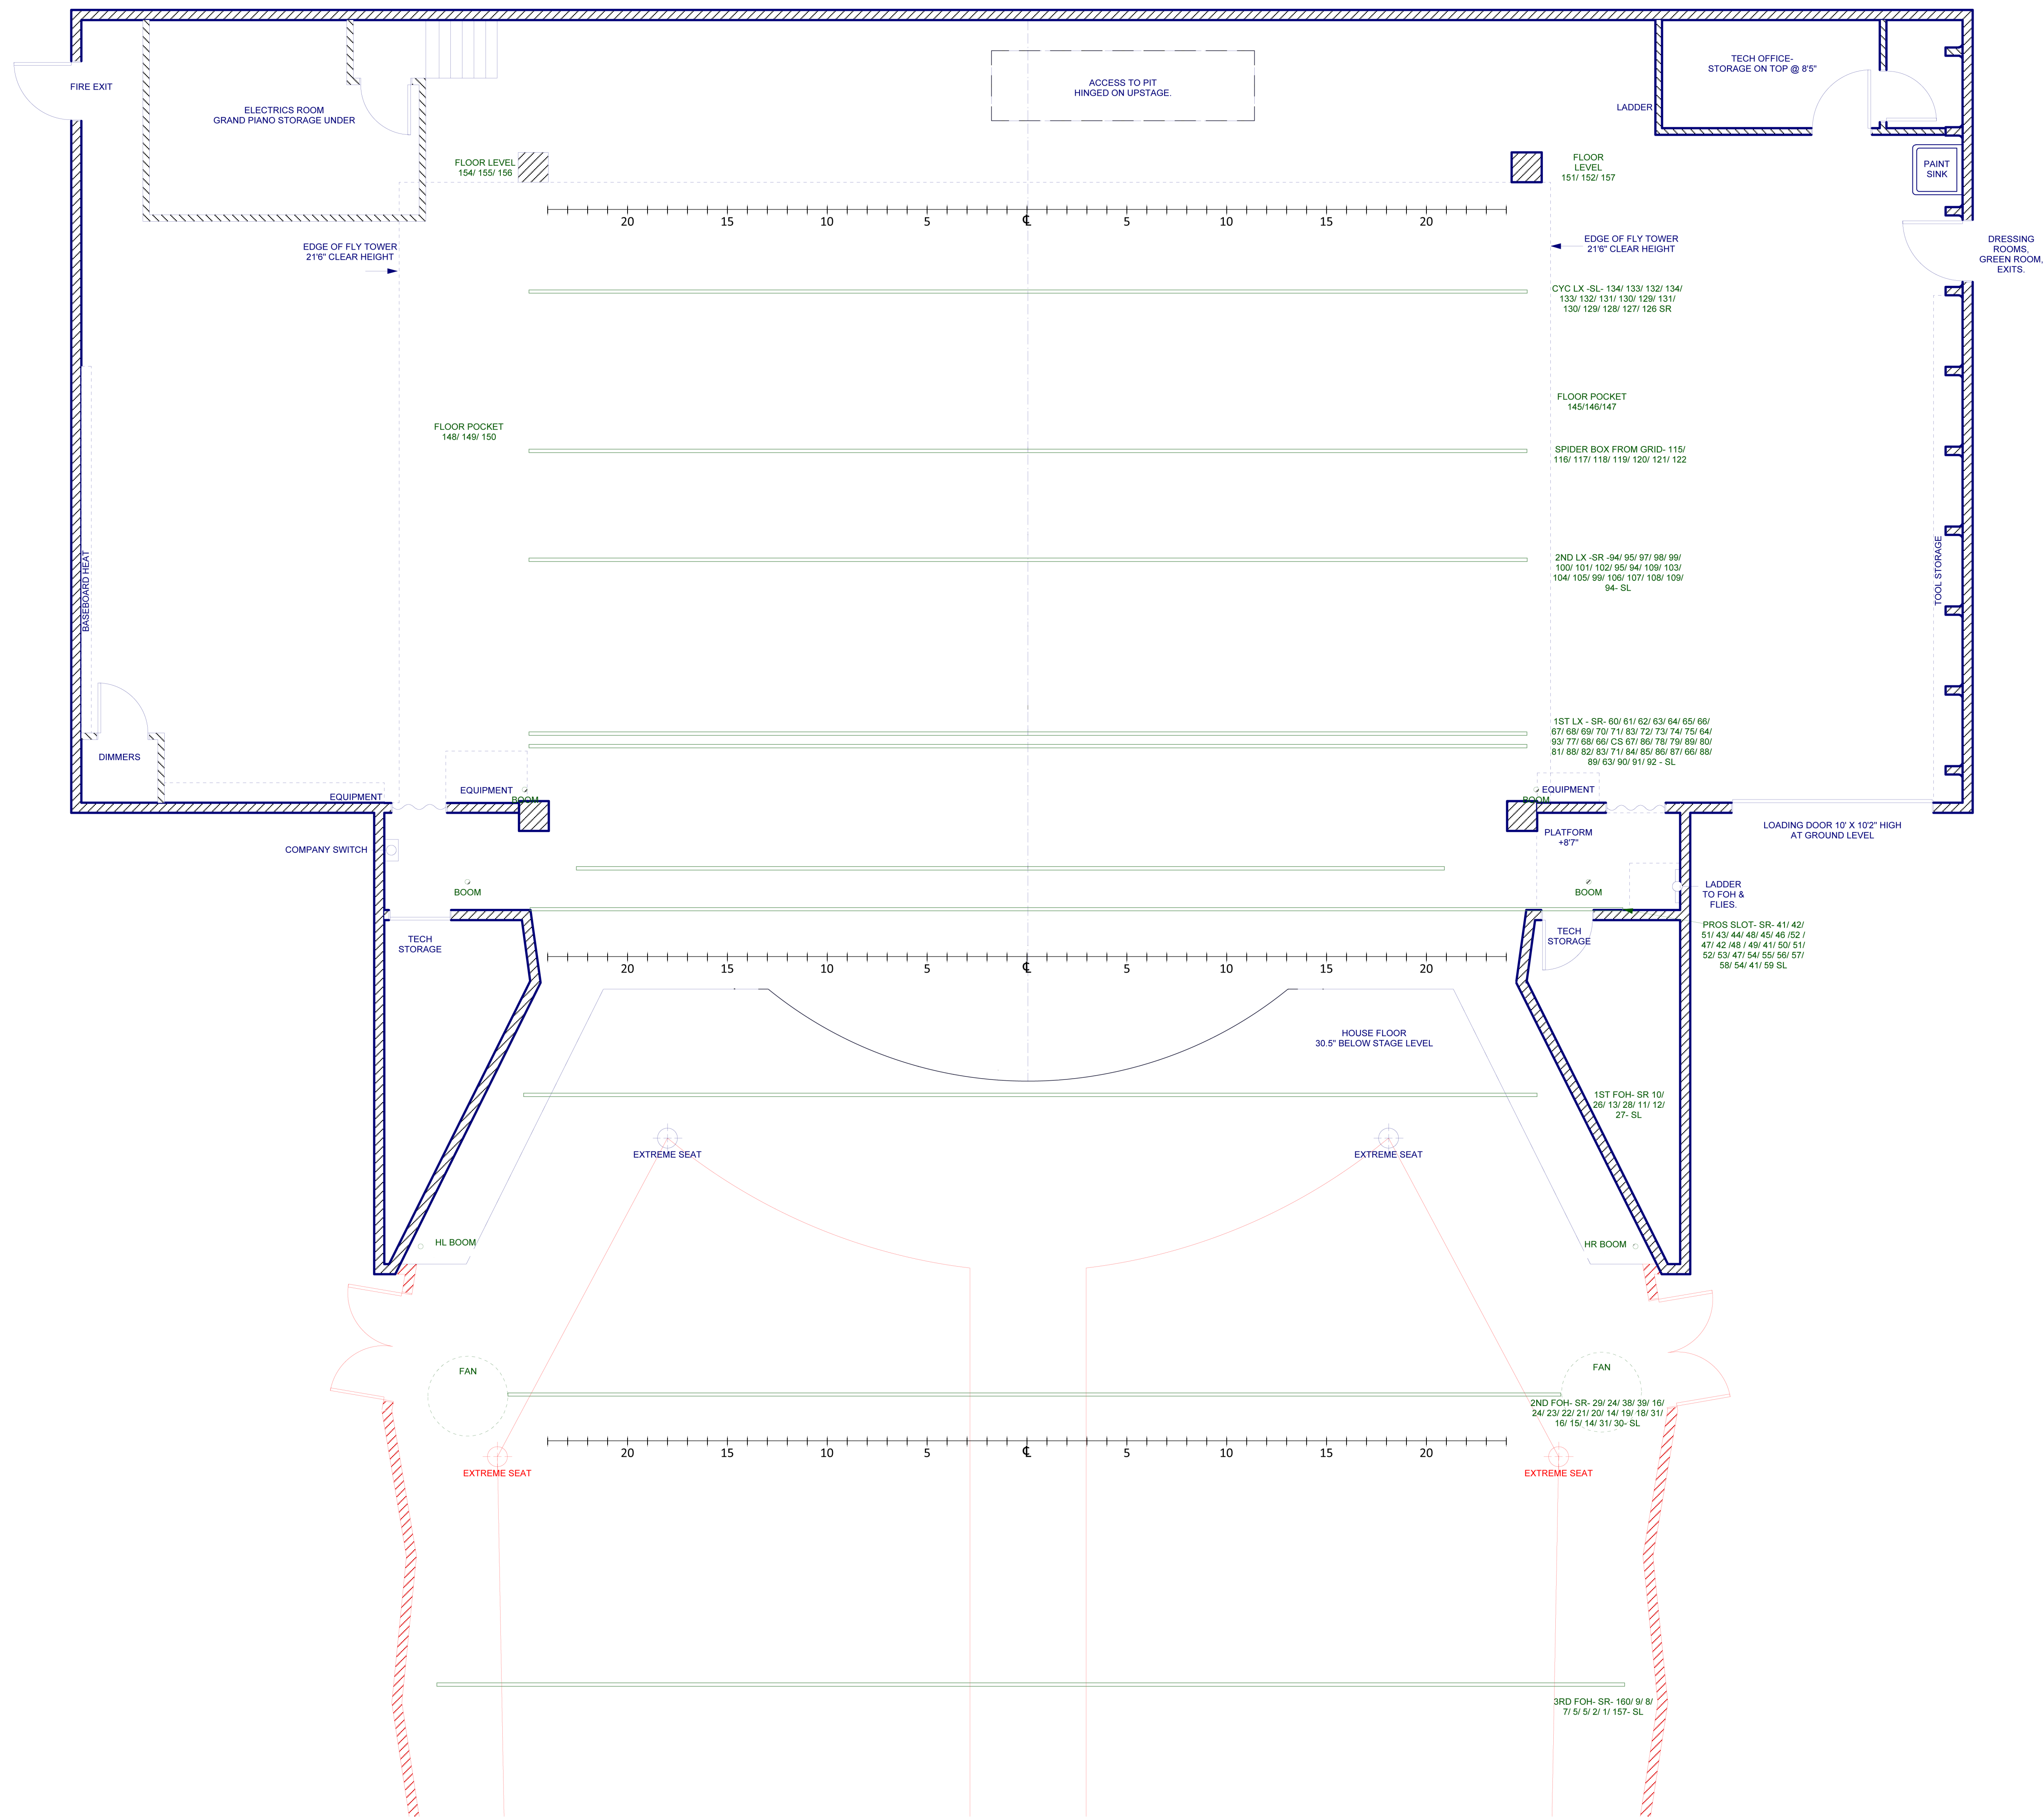 FIRE EXIT
ELECTRICS ROOM
GRAND PIANO STORAGE UNDER
ACCESS TO PIT
HINGED ON UPSTAGE.
LADDER
TECH OFFICE-
STORAGE ON TOP @ 8'5"
PAINT
SINK
FLOOR LEVEL
154/ 155/ 156
FLOOR
LEVEL
151/ 152/ 157
20 15 10 5 ℄ 5 10 15 20
EDGE OF FLY TOWER
21'6" CLEAR HEIGHT
EDGE OF FLY TOWER
21'6" CLEAR HEIGHT
DRESSING
ROOMS,
GREEN ROOM,
EXITS.
CYC LX -SL- 134/ 133/ 132/ 134/
133/ 132/ 131/ 130/ 129/ 131/
130/ 129/ 128/ 127/ 126 SR
FLOOR POCKET
148/ 149/ 150
FLOOR POCKET
145/146/147
SPIDER BOX FROM GRID- 115/
116/ 117/ 118/ 119/ 120/ 121/ 122
BASEBOARD HEAT
2ND LX -SR -94/ 95/ 97/ 98/ 99/
100/ 101/ 102/ 95/ 94/ 109/ 103/
104/ 105/ 99/ 106/ 107/ 108/ 109/
94- SL
TOOL STORAGE
DIMMERS
1ST LX - SR- 60/ 61/ 62/ 63/ 64/ 65/ 66/
67/ 68/ 69/ 70/ 71/ 83/ 72/ 73/ 74/ 75/ 64/
93/ 77/ 68/ 66/ CS 67/ 86/ 78/ 79/ 89/ 80/
81/ 88/ 82/ 83/ 71/ 84/ 85/ 86/ 87/ 66/ 88/
89/ 63/ 90/ 91/ 92 - SL
EQUIPMENT
EQUIPMENT
BOOM
BOOM
EQUIPMENT
COMPANY SWITCH
PLATFORM
+8'7"
LOADING DOOR 10' X 10'2" HIGH
AT GROUND LEVEL
BOOM
BOOM
LADDER
TO FOH &
FLIES.
TECH
STORAGE
TECH
STORAGE
PROS SLOT- SR- 41/ 42/
51/ 43/ 44/ 48/ 45/ 46 /52 /
47/ 42 /48 / 49/ 41/ 50/ 51/
52/ 53/ 47/ 54/ 55/ 56/ 57/
58/ 54/ 41/ 59 SL
20 15 10 5 ℄ 5 10 15 20
HOUSE FLOOR
30.5" BELOW STAGE LEVEL
1ST FOH- SR 10/
26/ 13/ 28/ 11/ 12/
27- SL
EXTREME SEAT
EXTREME SEAT
HL BOOM
HR BOOM
FAN
FAN
2ND FOH- SR- 29/ 24/ 38/ 39/ 16/
24/ 23/ 22/ 21/ 20/ 14/ 19/ 18/ 31/
16/ 15/ 14/ 31/ 30- SL
20 15 10 5 ℄ 5 10 15 20
EXTREME SEAT
EXTREME SEAT
3RD FOH- SR- 160/ 9/ 8/
7/ 5/ 5/ 2/ 1/ 157- SL